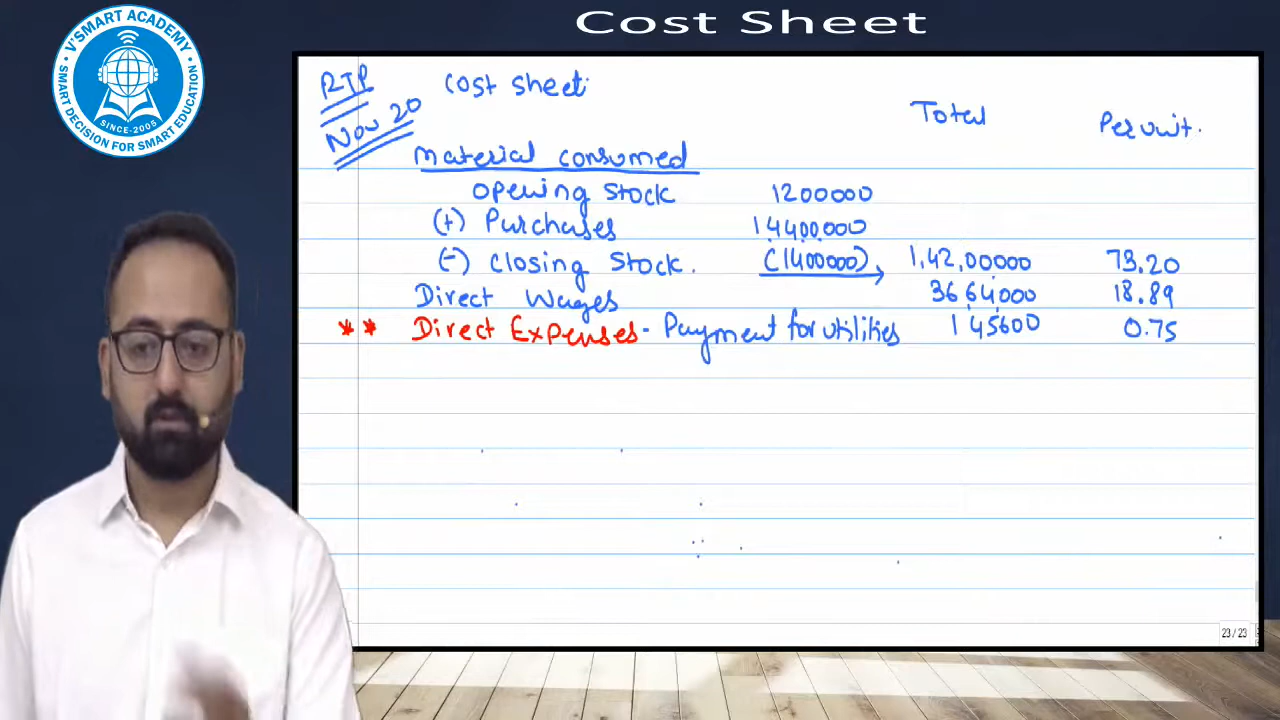 Cost Sheet
V'SMART ACADEMY
SINCE-2005
SMART DECISION FOR SMART EDUCATION
RTP
Nov 20
Cost sheet
Total Per unit.
Material consumed
Opening Stock 1200000
(+) Purchases 14400000
(-) Closing Stock. (1400000) 1,42,00000 73.20
Direct Wages 3664000 18.89
** Direct Expenses - Payment for utilities 145600 0.75
23 / 23